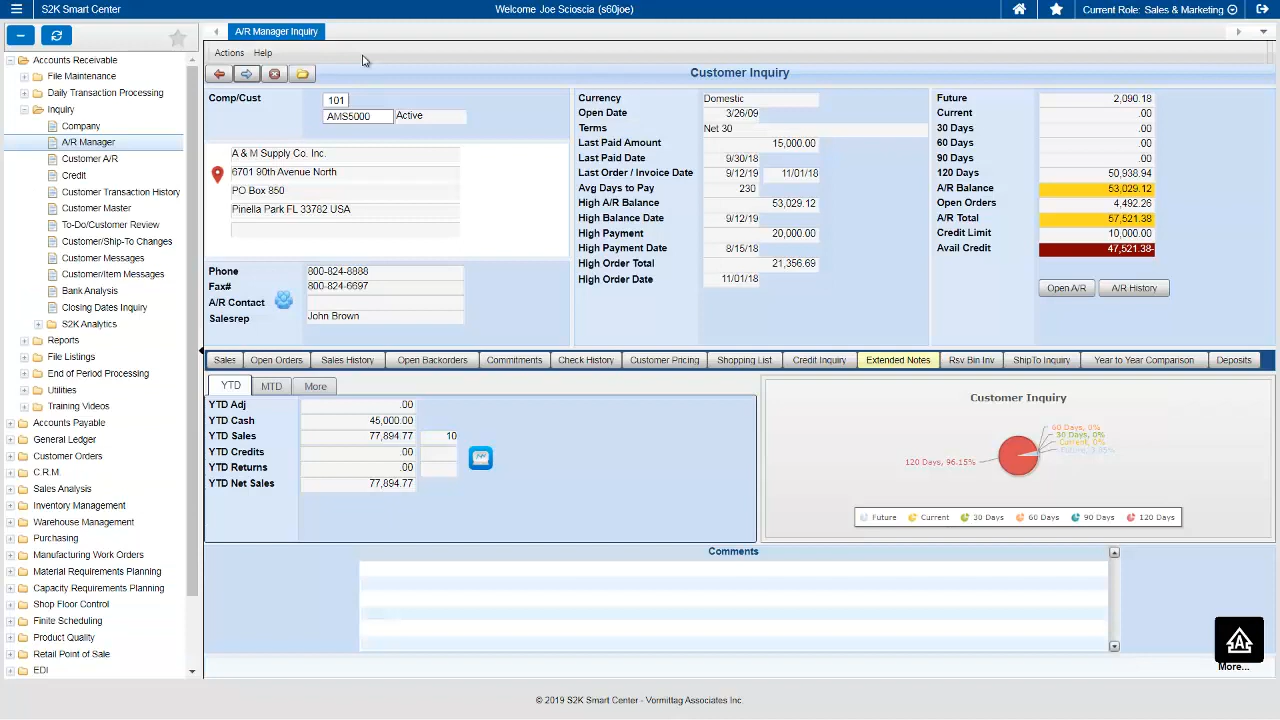 S2K Smart Center
Welcome Joe Scioscia (s60joe)
Current Role: Sales & Marketing
A/R Manager Inquiry
Actions Help
Customer Inquiry
Accounts Receivable
File Maintenance
Daily Transaction Processing
Inquiry
Company
A/R Manager
Customer A/R
Credit
Customer Transaction History
Customer Master
To-Do/Customer Review
Customer/Ship-To Changes
Customer Messages
Customer/Item Messages
Bank Analysis
Closing Dates Inquiry
S2K Analytics
Reports
File Listings
End of Period Processing
Utilities
Training Videos
Accounts Payable
General Ledger
Customer Orders
C.R.M.
Sales Analysis
Inventory Management
Warehouse Management
Purchasing
Manufacturing Work Orders
Material Requirements Planning
Capacity Requirements Planning
Shop Floor Control
Finite Scheduling
Product Quality
Retail Point of Sale
EDI
Comp/Cust 101
AMS5000 Active
A & M Supply Co. Inc.
6701 90th Avenue North
PO Box 850
Pinella Park FL 33782 USA
Phone 800-824-8888
Fax# 800-824-6697
A/R Contact
Salesrep John Brown
Currency Domestic
Open Date 3/26/09
Terms Net 30
Last Paid Amount 15,000.00
Last Paid Date 9/30/18
Last Order / Invoice Date 9/12/19 11/01/18
Avg Days to Pay 230
High A/R Balance 53,029.12
High Balance Date 9/12/19
High Payment 20,000.00
High Payment Date 8/15/18
High Order Total 21,356.69
High Order Date 11/01/18
Future 2,090.18
Current .00
30 Days .00
60 Days .00
90 Days .00
120 Days 50,938.94
A/R Balance 53,029.12
Open Orders 4,492.26
A/R Total 57,521.38
Credit Limit 10,000.00
Avail Credit 47,521.38-
Open A/R A/R History
Sales Open Orders Sales History Open Backorders Commitments Check History Customer Pricing Shopping List Credit Inquiry Extended Notes Rsv Bin Inv ShipTo Inquiry Year to Year Comparison Deposits
YTD MTD More
YTD Adj .00
YTD Cash 45,000.00
YTD Sales 77,894.77 10
YTD Credits .00
YTD Returns .00
YTD Net Sales 77,894.77
Customer Inquiry
60 Days, 0%
30 Days, 0%
Current, 0%
120 Days, 96.15%
Future Current 30 Days 60 Days 90 Days 120 Days
Comments
More...
© 2019 S2K Smart Center - Vormittag Associates Inc